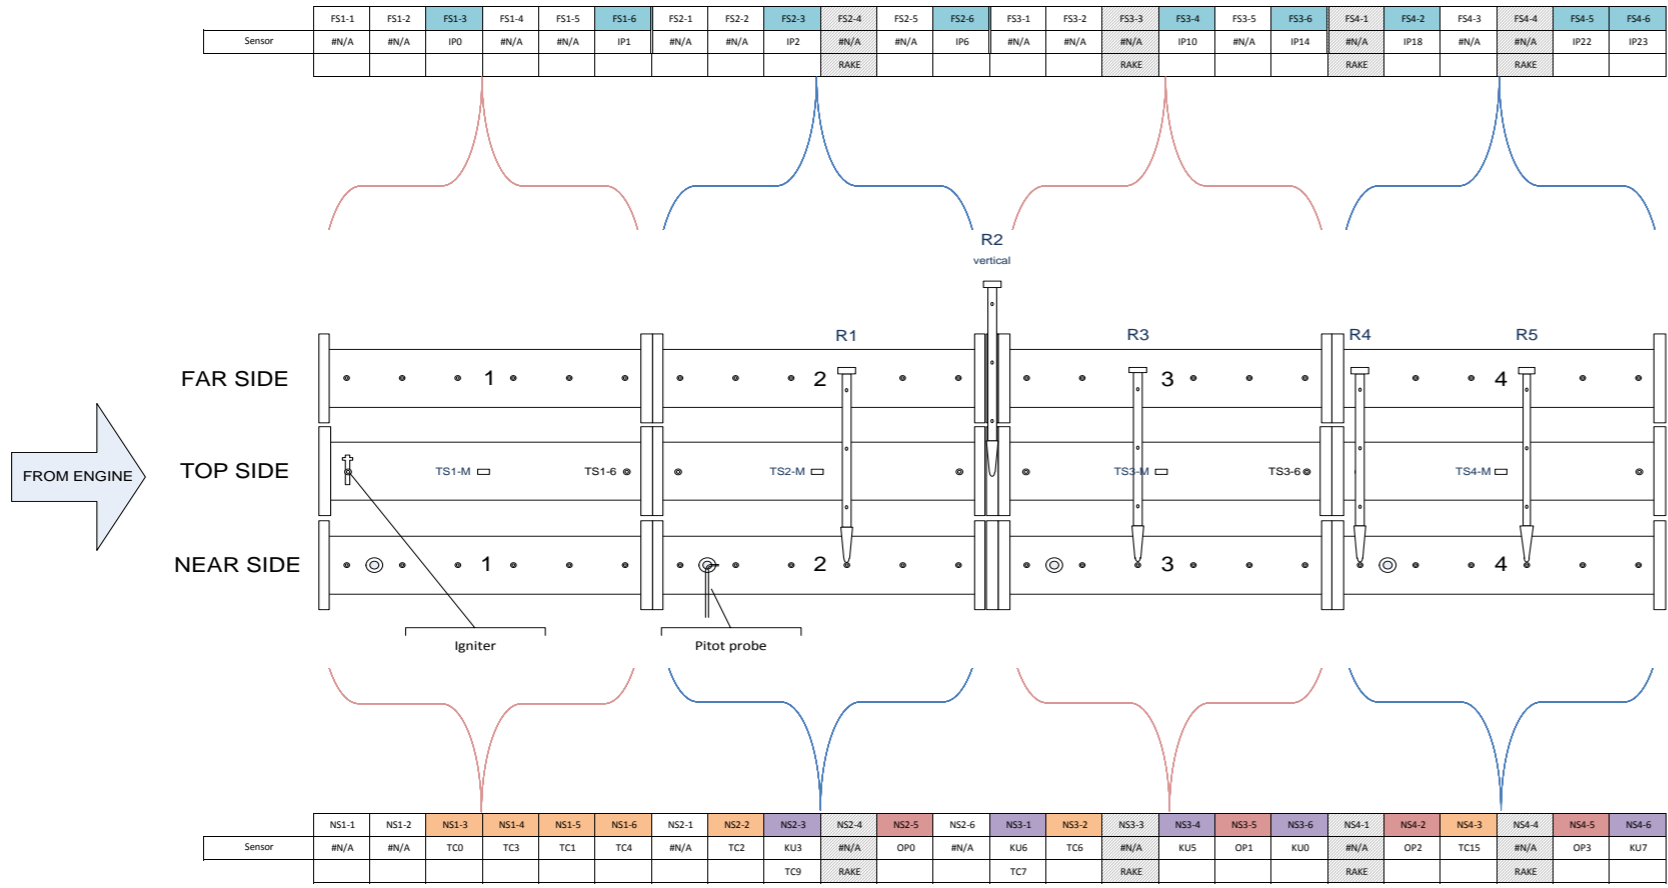 FS1-1 FS1-2 FS1-3 FS1-4 FS1-5 FS1-6 FS2-1 FS2-2 FS2-3 FS2-4 FS2-5 FS2-6 FS3-1 FS3-2 FS3-3 FS3-4 FS3-5 FS3-6 FS4-1 FS4-2 FS4-3 FS4-4 FS4-5 FS4-6
Sensor #N/A #N/A IP0 #N/A #N/A IP1 #N/A #N/A IP2 #N/A #N/A IP6 #N/A #N/A #N/A IP10 #N/A IP14 #N/A IP18 #N/A #N/A IP22 IP23
RAKE RAKE RAKE RAKE
R2
vertical
R1 R3 R4 R5
FAR SIDE 1 2 3 4
FROM ENGINE
TOP SIDE TS1-M TS1-6 TS2-M TS3-M TS3-6 TS4-M
NEAR SIDE 1 2 3 4
Igniter Pitot probe
NS1-1 NS1-2 NS1-3 NS1-4 NS1-5 NS1-6 NS2-1 NS2-2 NS2-3 NS2-4 NS2-5 NS2-6 NS3-1 NS3-2 NS3-3 NS3-4 NS3-5 NS3-6 NS4-1 NS4-2 NS4-3 NS4-4 NS4-5 NS4-6
Sensor #N/A #N/A TC0 TC3 TC1 TC4 #N/A TC2 KU3 #N/A OP0 #N/A KU6 TC6 #N/A KU5 OP1 KU0 #N/A OP2 TC15 #N/A OP3 KU7
TC9 RAKE TC7 RAKE RAKE RAKE